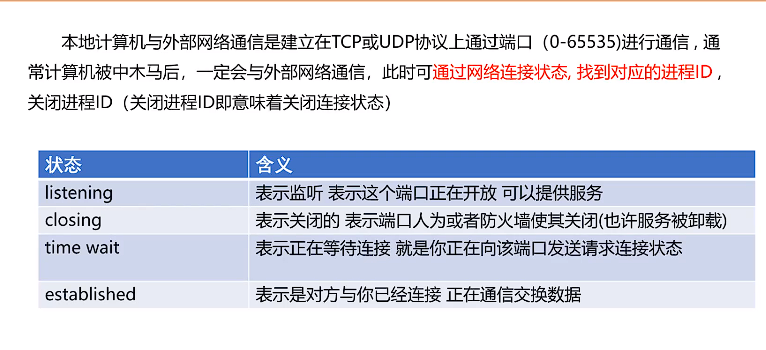 本地计算机与外部网络通信是建立在TCP或UDP协议上通过端口（0-65535)进行通信 , 通
常计算机被中木马后，一定会与外部网络通信，此时可通过网络连接状态, 找到对应的进程ID ,
关闭进程ID（关闭进程ID即意味着关闭连接状态）
状态 含义
listening 表示监听 表示这个端口正在开放 可以提供服务
closing 表示关闭的 表示端口人为或者防火墙使其关闭(也许服务被卸载)
time wait 表示正在等待连接 就是你正在向该端口发送请求连接状态
established 表示是对方与你已经连接 正在通信交换数据